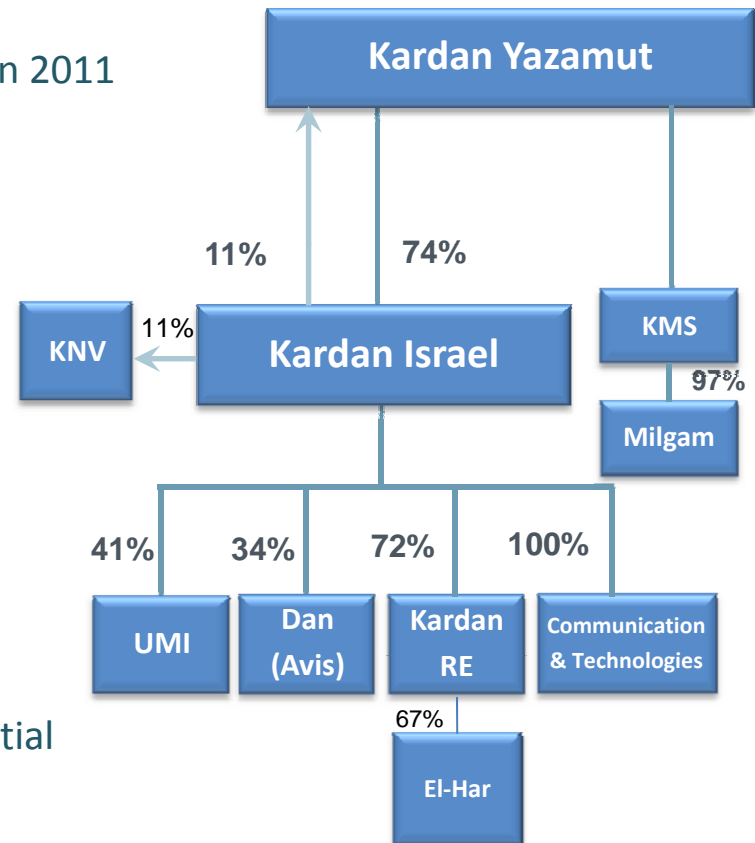 n 2011
Kardan Yazamut
11%
74%
KNV
11%
Kardan Israel
KMS
97%
Milgam
41%
34%
72%
100%
UMI
Dan
(Avis)
Kardan
RE
Communication
& Technologies
67%
tial
El-Har